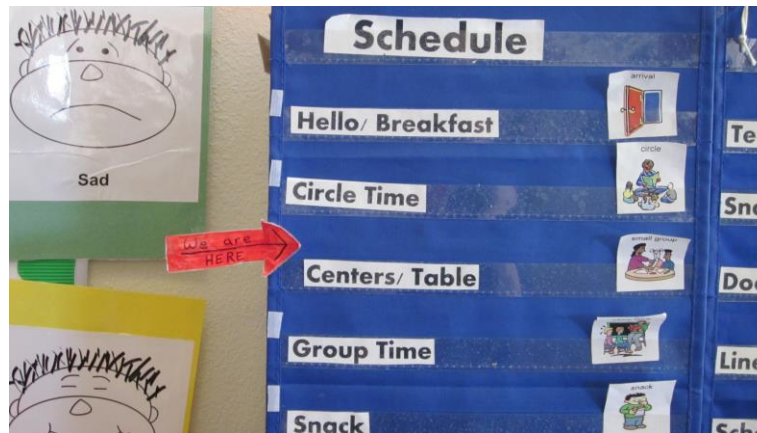 Schedule
arrival
Hello/ Breakfast
circle
Circle Time
Sad
We are
HERE
small group
Centers/ Table
Group Time
snack
Snack